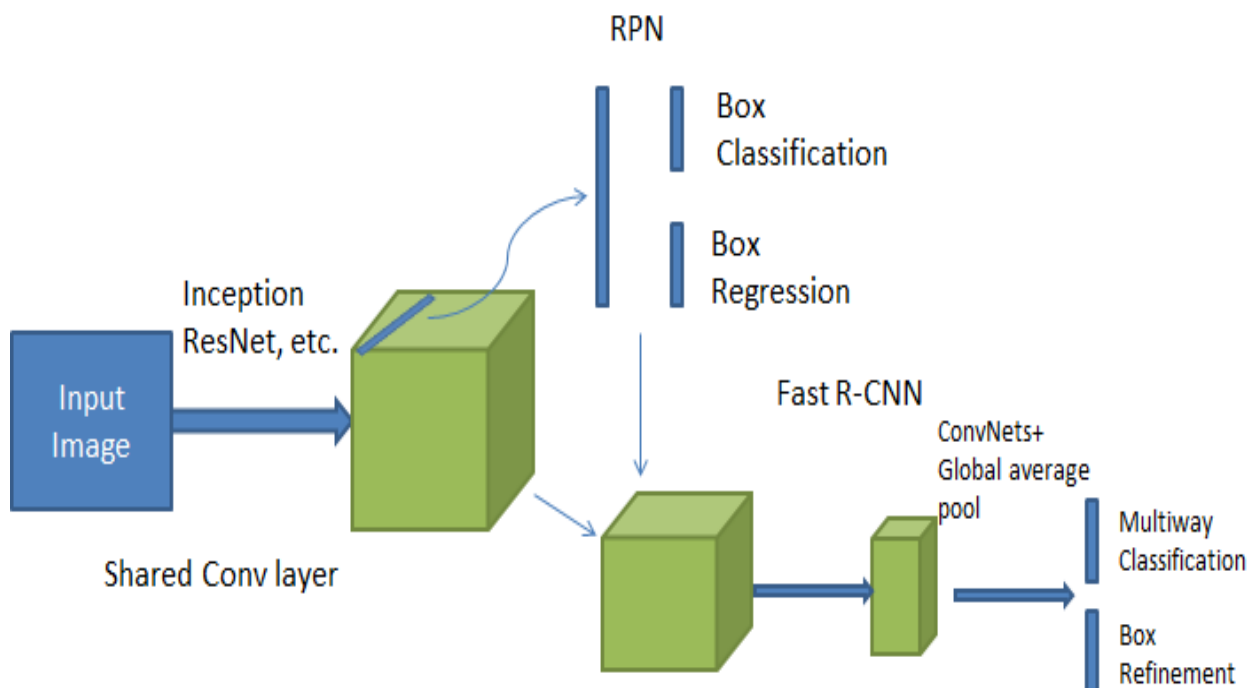 RPN
Box
Classification
Box
Regression
Inception
ResNet, etc.
Input
Image
Shared Conv layer
Fast R-CNN
ConvNets+
Global average
pool
Multiway
Classification
Box
Refinement